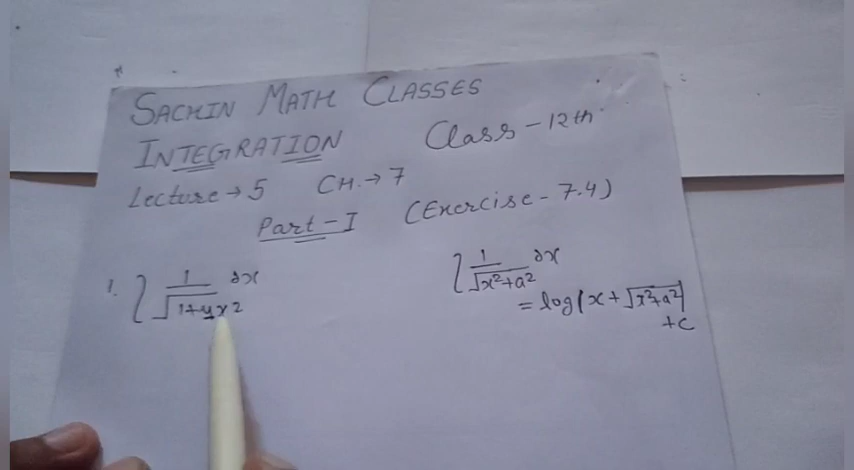 SACHIN MATH CLASSES
INTEGRATION Class - 12th
Lecture → 5 CH. → 7
Part - I (Exercise - 7.4)
1. ∫ 1/√(1+4x2) dx
∫ 1/√(x²+a²) dx
= log|x + √(x²+a²)|
+c